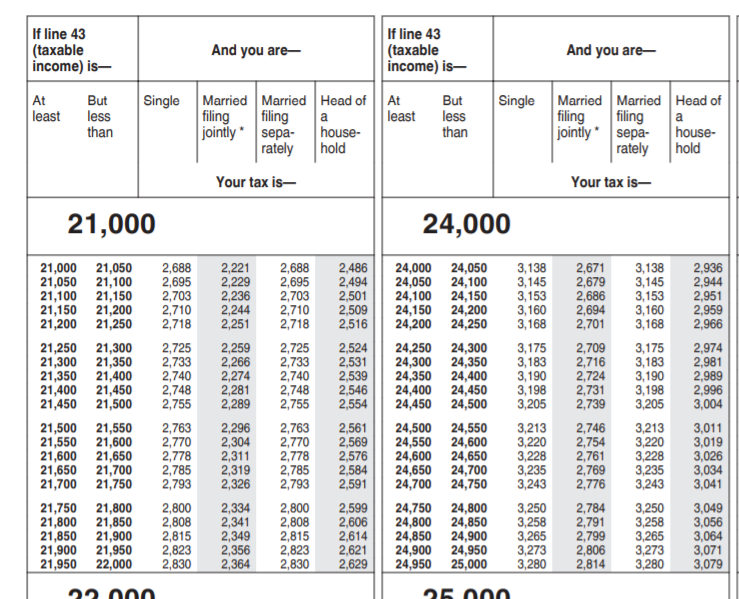 If line 43
(taxable
income) is—
And you are—
At
least
But
less
than
Single
Married
filing
jointly *
Married
filing
sepa-
rately
Head of
a
house-
hold
Your tax is—
21,000
21,000 21,050 2,688 2,221 2,688 2,486
21,050 21,100 2,695 2,229 2,695 2,494
21,100 21,150 2,703 2,236 2,703 2,501
21,150 21,200 2,710 2,244 2,710 2,509
21,200 21,250 2,718 2,251 2,718 2,516
21,250 21,300 2,725 2,259 2,725 2,524
21,300 21,350 2,733 2,266 2,733 2,531
21,350 21,400 2,740 2,274 2,740 2,539
21,400 21,450 2,748 2,281 2,748 2,546
21,450 21,500 2,755 2,289 2,755 2,554
21,500 21,550 2,763 2,296 2,763 2,561
21,550 21,600 2,770 2,304 2,770 2,569
21,600 21,650 2,778 2,311 2,778 2,576
21,650 21,700 2,785 2,319 2,785 2,584
21,700 21,750 2,793 2,326 2,793 2,591
21,750 21,800 2,800 2,334 2,800 2,599
21,800 21,850 2,808 2,341 2,808 2,606
21,850 21,900 2,815 2,349 2,815 2,614
21,900 21,950 2,823 2,356 2,823 2,621
21,950 22,000 2,830 2,364 2,830 2,629
22,000
If line 43
(taxable
income) is—
And you are—
At
least
But
less
than
Single
Married
filing
jointly *
Married
filing
sepa-
rately
Head of
a
house-
hold
Your tax is—
24,000
24,000 24,050 3,138 2,671 3,138 2,936
24,050 24,100 3,145 2,679 3,145 2,944
24,100 24,150 3,153 2,686 3,153 2,951
24,150 24,200 3,160 2,694 3,160 2,959
24,200 24,250 3,168 2,701 3,168 2,966
24,250 24,300 3,175 2,709 3,175 2,974
24,300 24,350 3,183 2,716 3,183 2,981
24,350 24,400 3,190 2,724 3,190 2,989
24,400 24,450 3,198 2,731 3,198 2,996
24,450 24,500 3,205 2,739 3,205 3,004
24,500 24,550 3,213 2,746 3,213 3,011
24,550 24,600 3,220 2,754 3,220 3,019
24,600 24,650 3,228 2,761 3,228 3,026
24,650 24,700 3,235 2,769 3,235 3,034
24,700 24,750 3,243 2,776 3,243 3,041
24,750 24,800 3,250 2,784 3,250 3,049
24,800 24,850 3,258 2,791 3,258 3,056
24,850 24,900 3,265 2,799 3,265 3,064
24,900 24,950 3,273 2,806 3,273 3,071
24,950 25,000 3,280 2,814 3,280 3,079
25,000